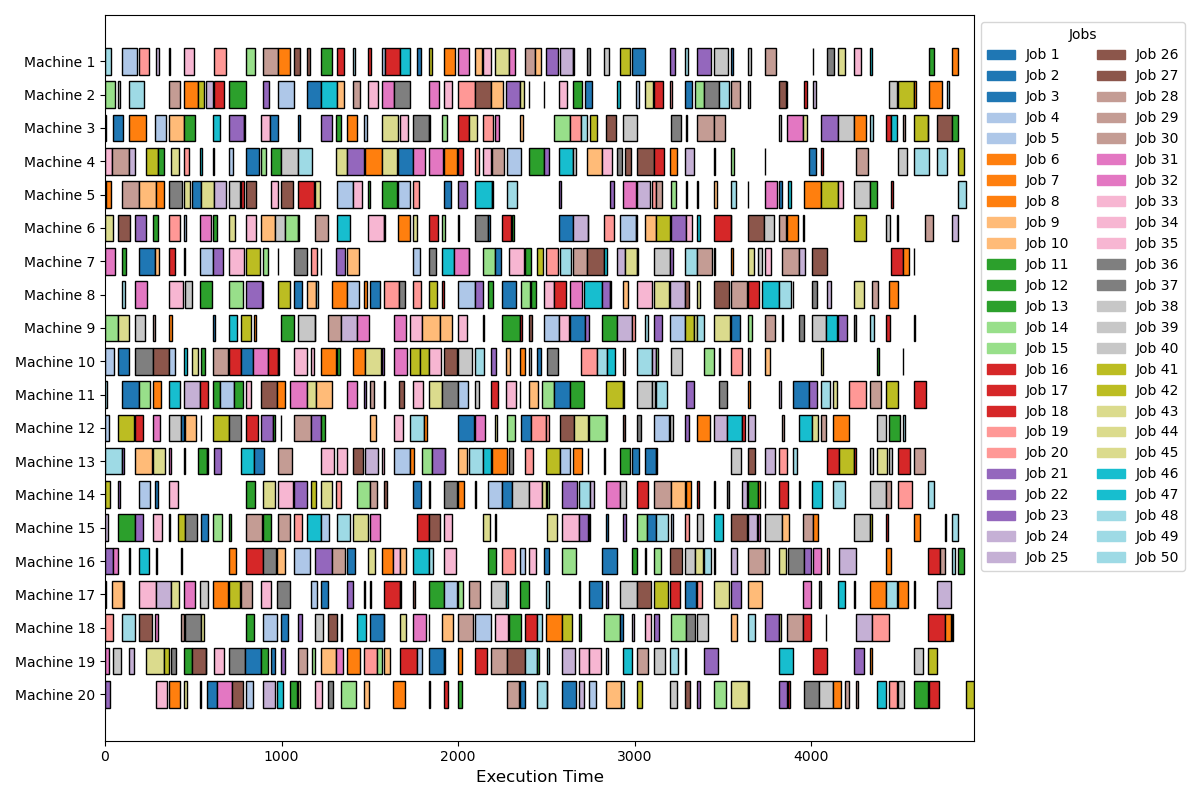 Machine 1
Machine 2
Machine 3
Machine 4
Machine 5
Machine 6
Machine 7
Machine 8
Machine 9
Machine 10
Machine 11
Machine 12
Machine 13
Machine 14
Machine 15
Machine 16
Machine 17
Machine 18
Machine 19
Machine 20
0 1000 2000 3000 4000
Execution Time
Jobs
Job 1
Job 2
Job 3
Job 4
Job 5
Job 6
Job 7
Job 8
Job 9
Job 10
Job 11
Job 12
Job 13
Job 14
Job 15
Job 16
Job 17
Job 18
Job 19
Job 20
Job 21
Job 22
Job 23
Job 24
Job 25
Job 26
Job 27
Job 28
Job 29
Job 30
Job 31
Job 32
Job 33
Job 34
Job 35
Job 36
Job 37
Job 38
Job 39
Job 40
Job 41
Job 42
Job 43
Job 44
Job 45
Job 46
Job 47
Job 48
Job 49
Job 50